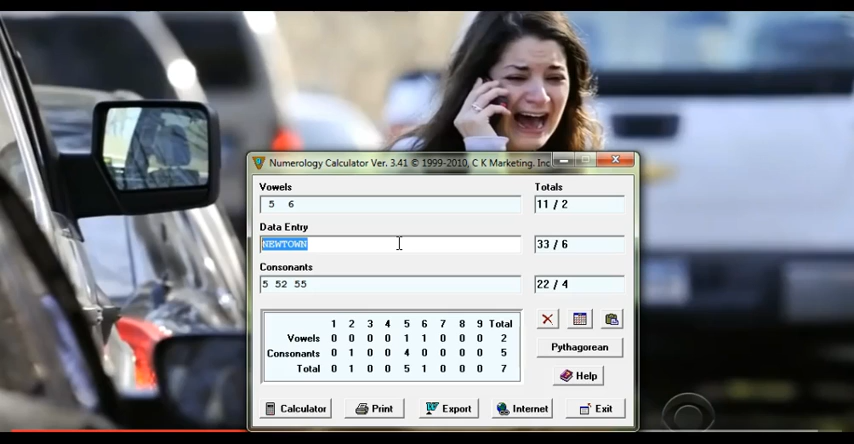 Numerology Calculator Ver. 3.41 © 1999-2010, C K Marketing. Inc
Vowels Totals
5 6 11 / 2
Data Entry
NEWTOWN 33 / 6
Consonants
5 52 55 22 / 4
1 2 3 4 5 6 7 8 9 Total
Vowels 0 0 0 0 1 1 0 0 0 2
Consonants 0 1 0 0 4 0 0 0 0 5
Total 0 1 0 0 5 1 0 0 0 7
Pythagorean
Help
Calculator Print Export Internet Exit